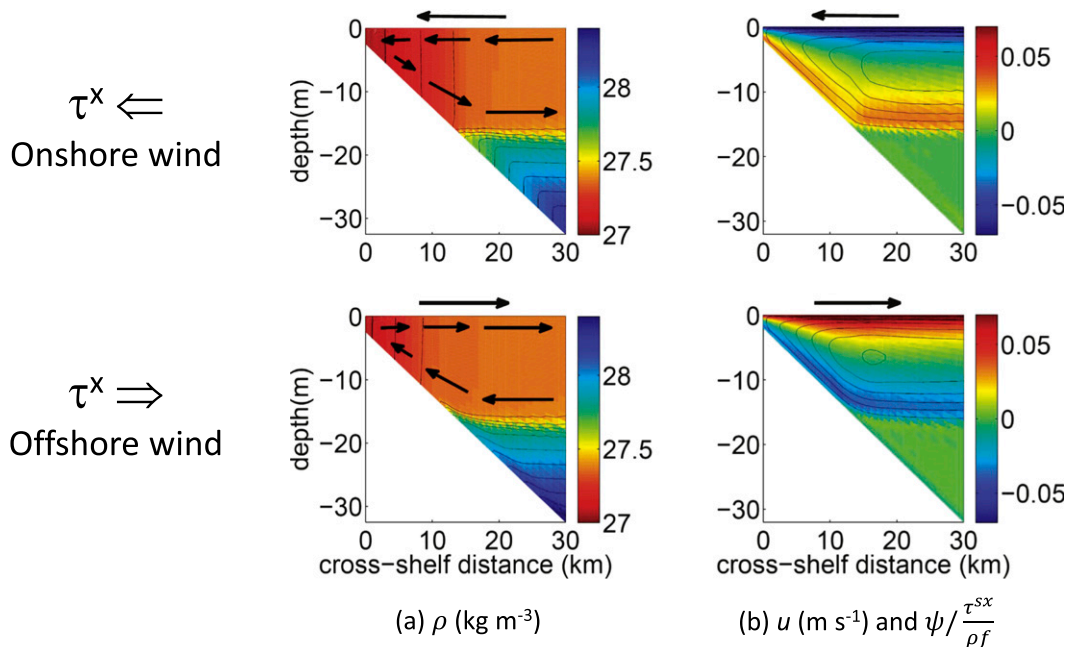 τˣ ⇐
Onshore wind
depth(m)
0
−10
−20
−30
0 10 20 30
28
27.5
27
0
−10
−20
−30
0 10 20 30
0.05
0
−0.05
τˣ ⇒
Offshore wind
depth(m)
0
−10
−20
−30
0 10 20 30
cross−shelf distance (km)
28
27.5
27
0
−10
−20
−30
0 10 20 30
cross−shelf distance (km)
0.05
0
−0.05
(a) ρ (kg m⁻³)
(b) u (m s⁻¹) and ψ/ τˢˣ/ρf